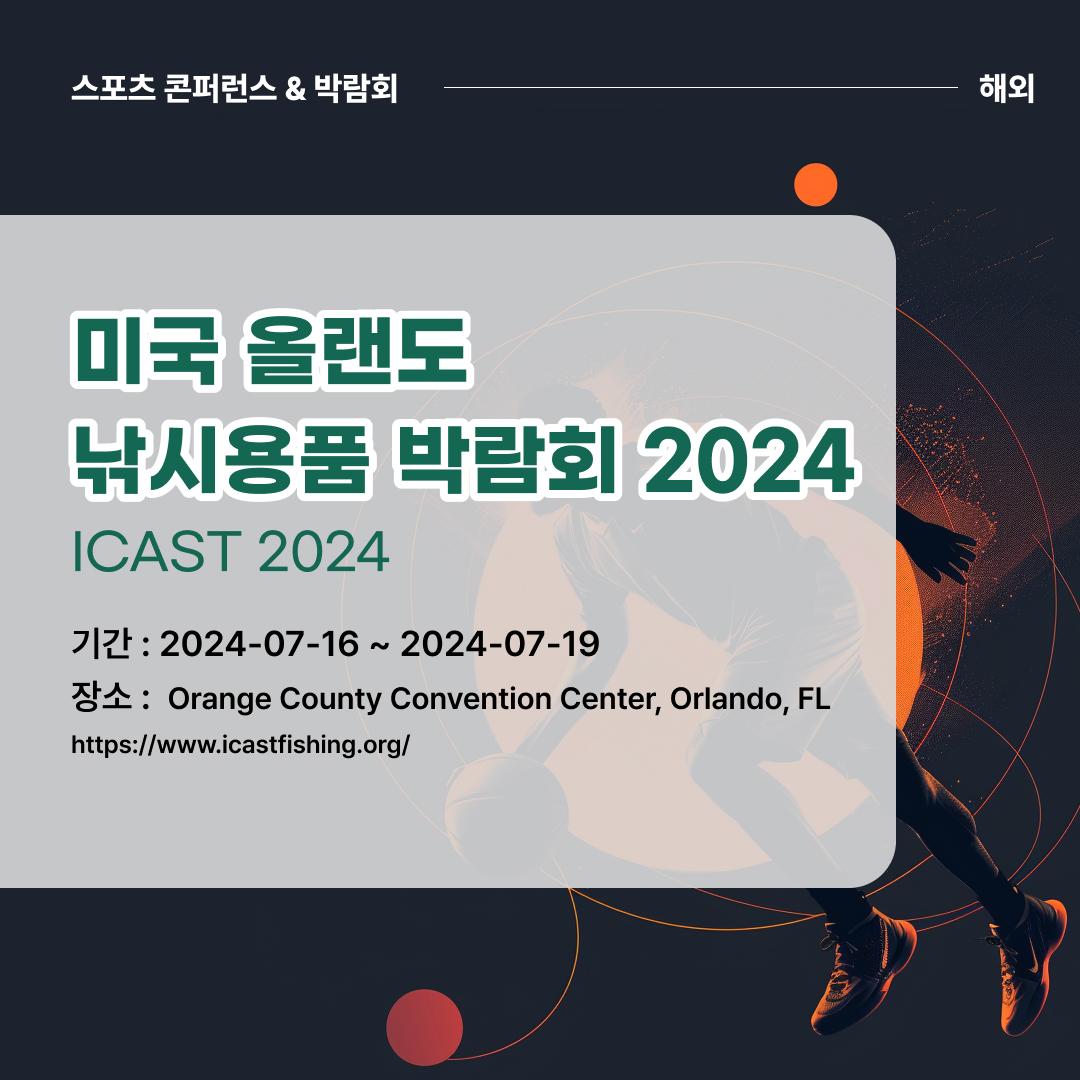 스포츠 콘퍼런스 & 박람회
해외
미국 올랜도
낚시용품 박람회 2024
ICAST 2024
기간 : 2024-07-16 ~ 2024-07-19
장소 : Orange County Convention Center, Orlando, FL
https://www.icastfishing.org/